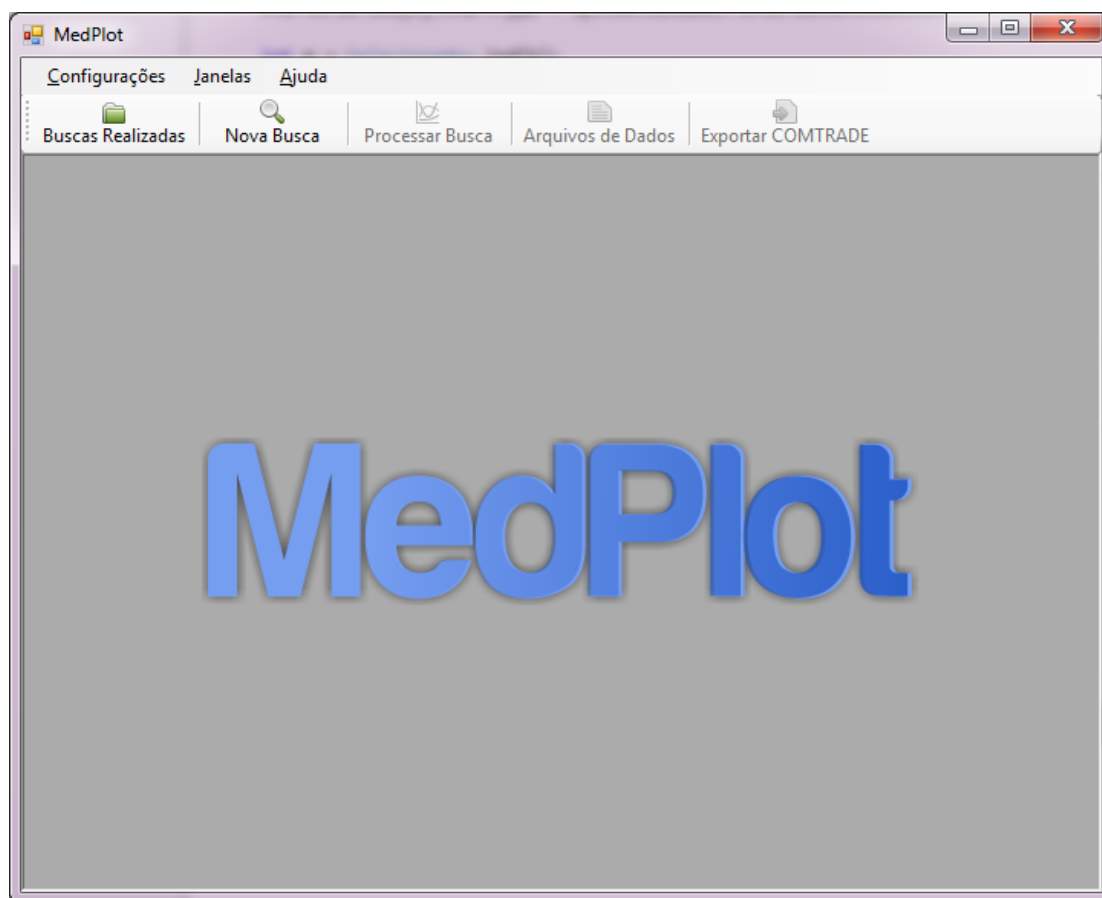 MedPlot
Configurações Janelas Ajuda
Buscas Realizadas Nova Busca Processar Busca Arquivos de Dados Exportar COMTRADE
MedPlot